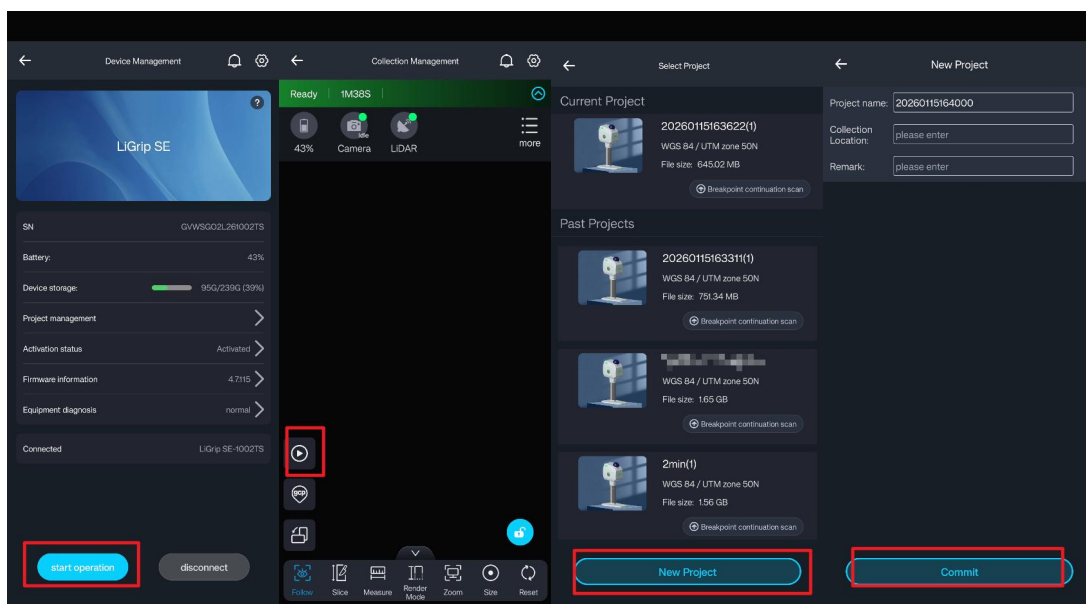 Device Management
LiGrip SE
?
SN GVWSG02L261002TS
Battery: 43%
Device storage: 95G/239G (39%)
Project management
Activation status Activated
Firmware information 4.7.115
Equipment diagnosis normal
Connected LiGrip SE-1002TS
start operation disconnect
Collection Management
Ready 1M38S
43% Idle
Camera LiDAR more
gcp
Follow Slice Measure Render Mode Zoom Size Reset
Select Project
Current Project
20260115163622(1)
WGS 84 / UTM zone 50N
File size: 645.02 MB
Breakpoint continuation scan
Past Projects
20260115163311(1)
WGS 84 / UTM zone 50N
File size: 751.34 MB
Breakpoint continuation scan
WGS 84 / UTM zone 50N
File size: 1.65 GB
Breakpoint continuation scan
2min(1)
WGS 84 / UTM zone 50N
File size: 1.56 GB
Breakpoint continuation scan
New Project
New Project
Project name: 20260115164000
Collection Location: please enter
Remark: please enter
Commit